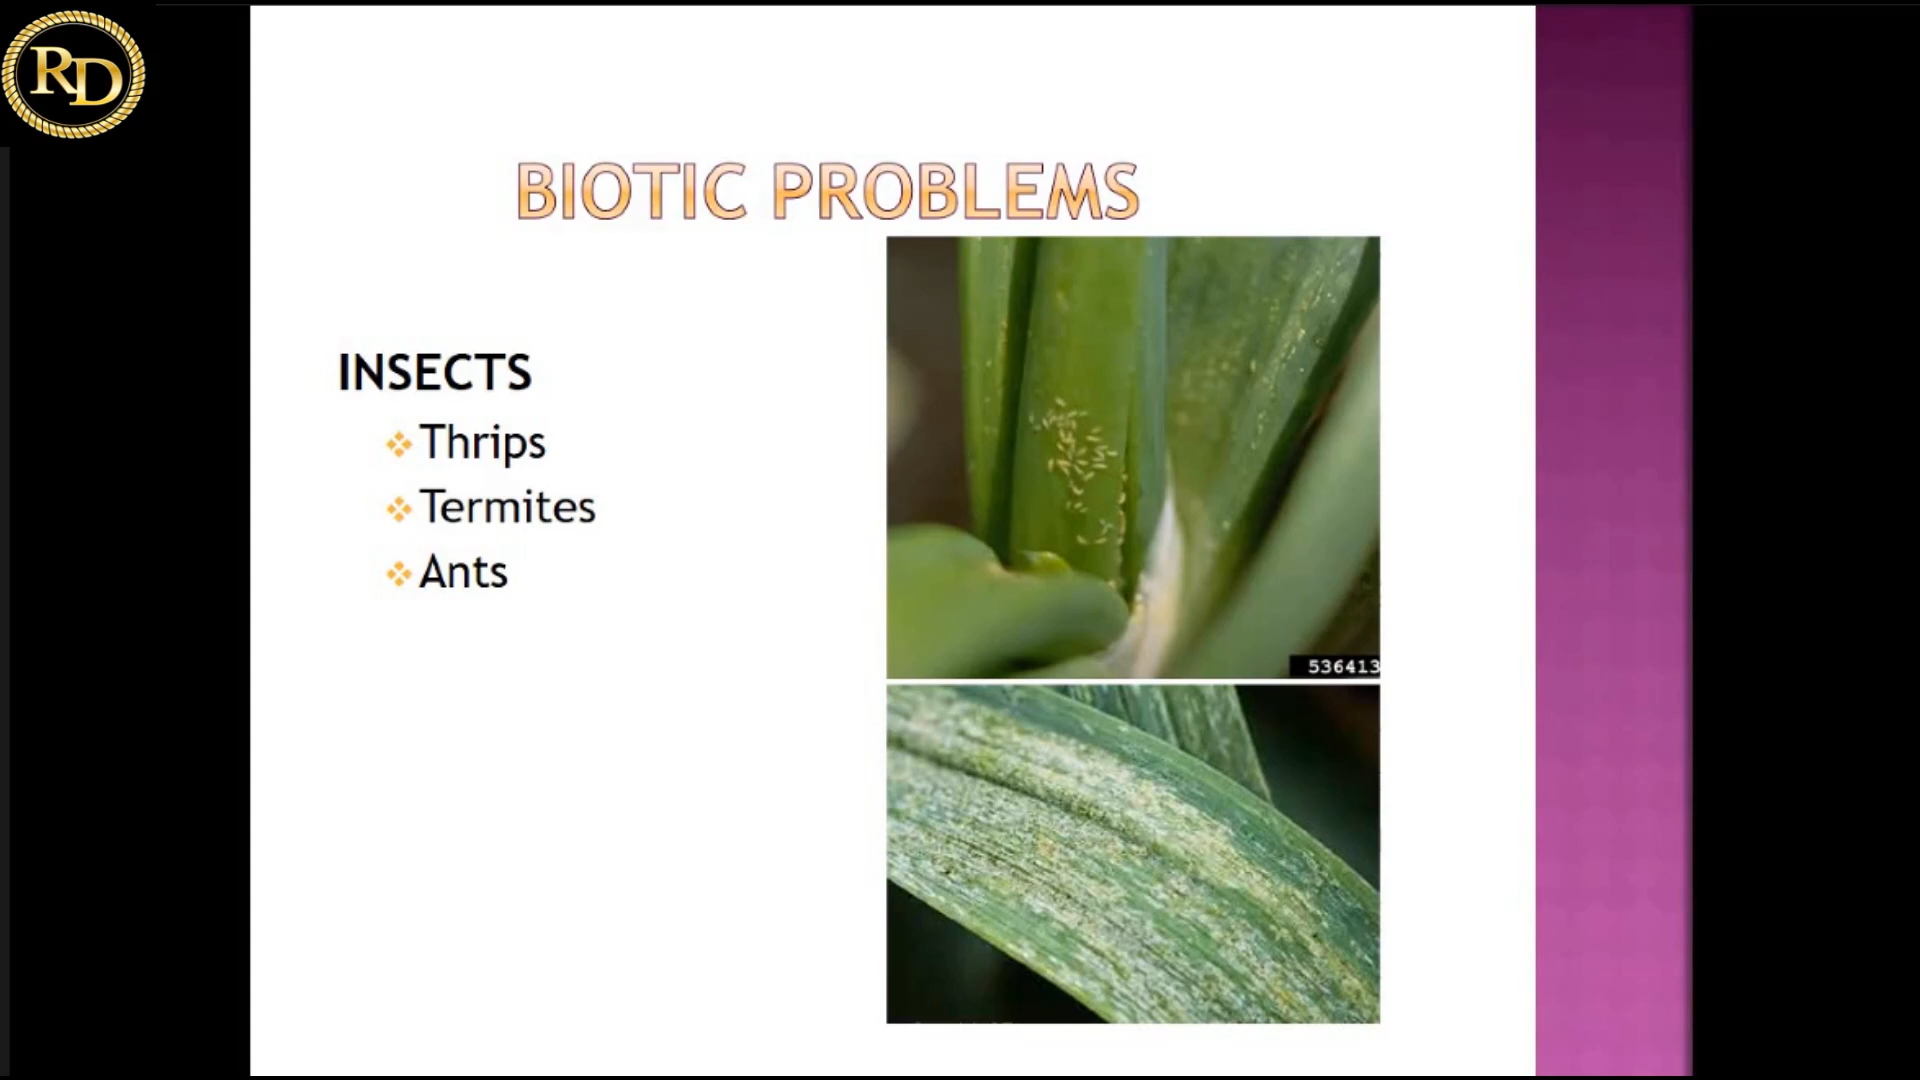 RD
BIOTIC PROBLEMS
INSECTS
Thrips
Termites
Ants
536413